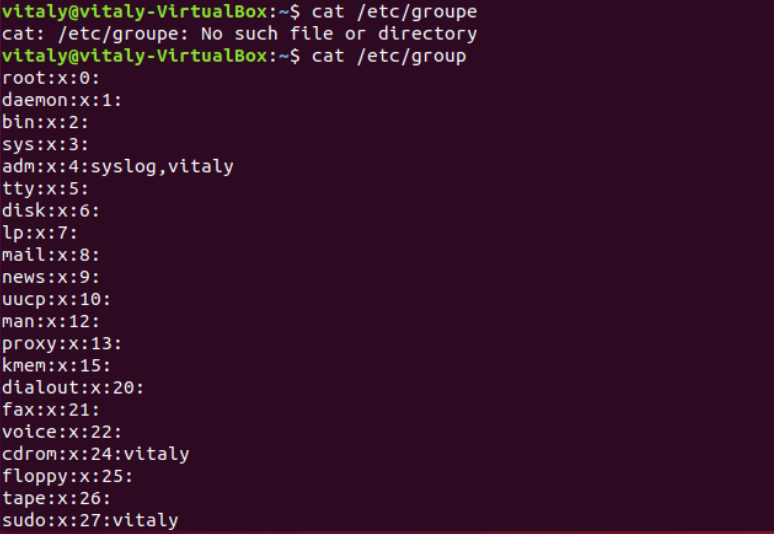 vitaly@vitaly-VirtualBox:~$ cat /etc/groupe
cat: /etc/groupe: No such file or directory
vitaly@vitaly-VirtualBox:~$ cat /etc/group
root:x:0:
daemon:x:1:
bin:x:2:
sys:x:3:
adm:x:4:syslog,vitaly
tty:x:5:
disk:x:6:
lp:x:7:
mail:x:8:
news:x:9:
uucp:x:10:
man:x:12:
proxy:x:13:
kmem:x:15:
dialout:x:20:
fax:x:21:
voice:x:22:
cdrom:x:24:vitaly
floppy:x:25:
tape:x:26:
sudo:x:27:vitaly